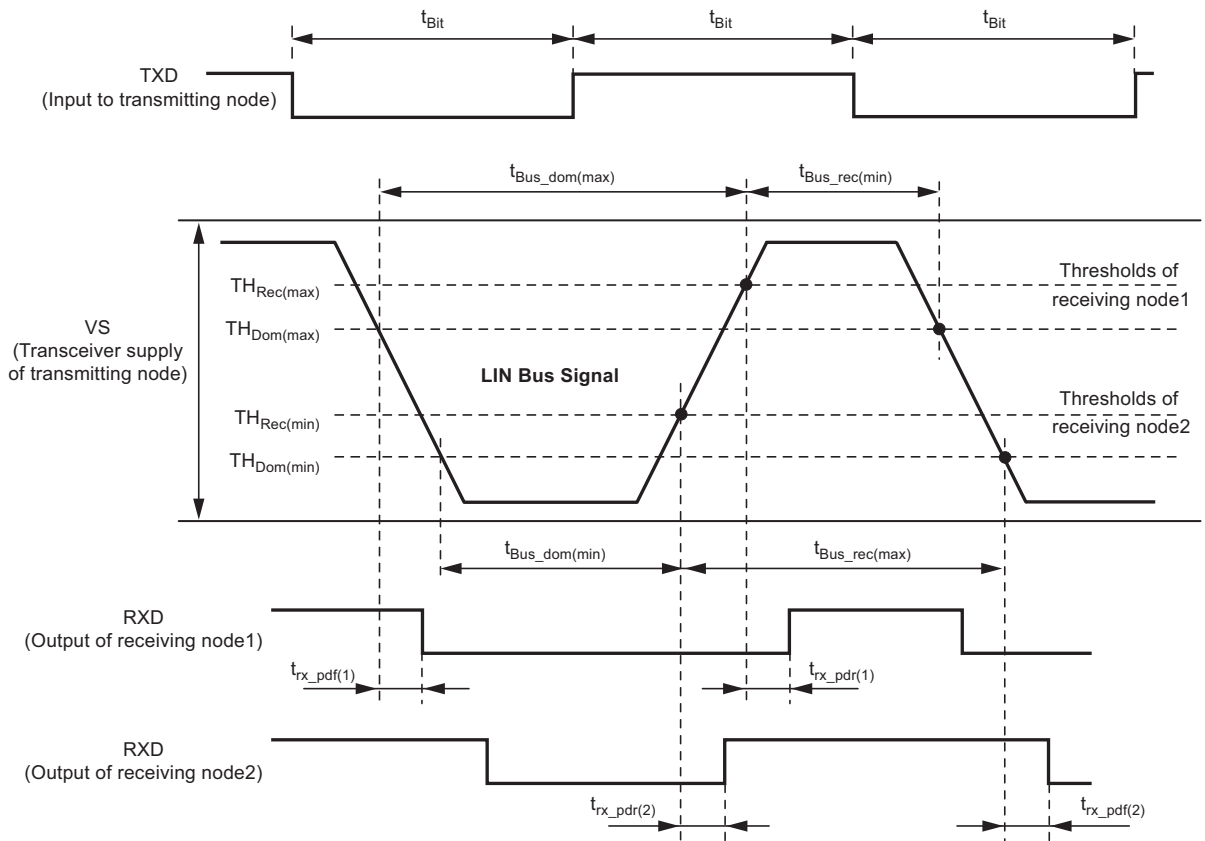 tBit tBit tBit
TXD
(Input to transmitting node)
tBus_dom(max) tBus_rec(min)
THRec(max)
Thresholds of
receiving node1
THDom(max)
VS
(Transceiver supply
of transmitting node)
LIN Bus Signal
THRec(min)
Thresholds of
receiving node2
THDom(min)
tBus_dom(min) tBus_rec(max)
RXD
(Output of receiving node1)
trx_pdf(1) trx_pdr(1)
RXD
(Output of receiving node2)
trx_pdr(2) trx_pdf(2)